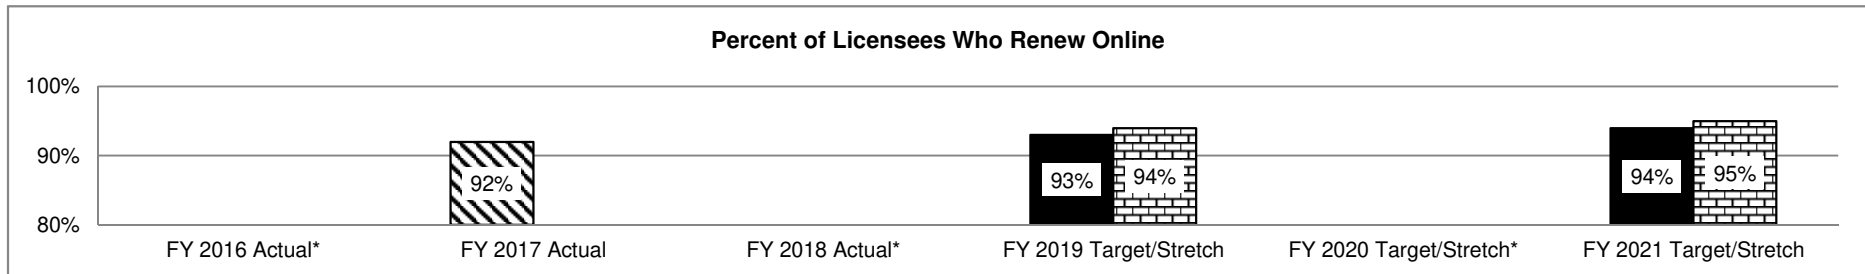 Percent of Licensees Who Renew Online
100%
90%
80%
92%
93%
94%
94%
95%
FY 2016 Actual*
FY 2017 Actual
FY 2018 Actual*
FY 2019 Target/Stretch
FY 2020 Target/Stretch*
FY 2021 Target/Stretch